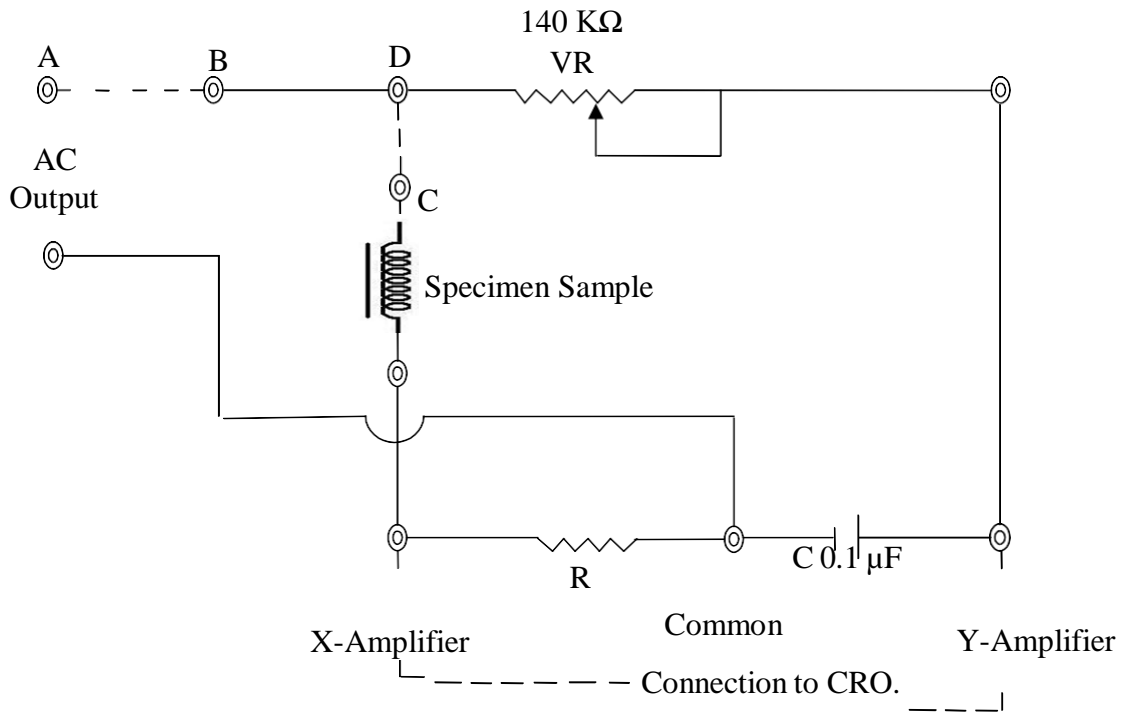 140 KΩ
A
B
D
VR
AC
Output
C
Specimen Sample
R
C 0.1 μF
Common
X-Amplifier
Y-Amplifier
Connection to CRO.